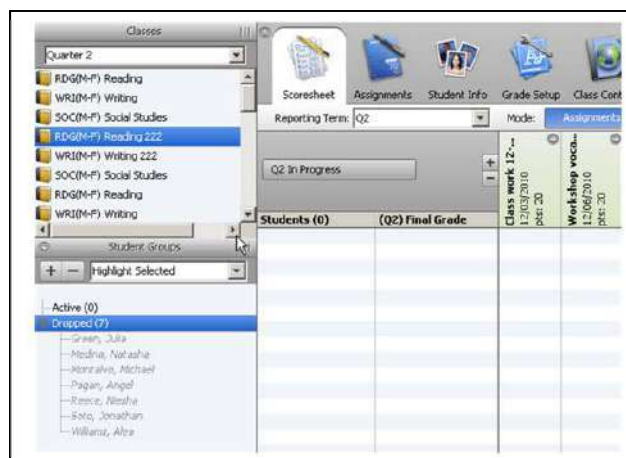 Classes
Quarter 2
RDG(M-F) Reading
WRI(M-F) Writing
SOC(M-F) Social Studies
RDG(M-F) Reading 222
WRI(M-F) Writing 222
SOC(M-F) Social Studies
RDG(M-F) Reading
WRI(M-F) Writing
Student Groups
+ - Highlight Selected
Active (0)
Dropped (7)
Green, Julia
Medina, Natasha
Montalvo, Michael
Pagan, Angel
Reece, Niesha
Soto, Jonathan
Williams, Alea
Scoresheet Assignments Student Info Grade Setup Class Cont
Reporting Term: Q2 Mode: Assignments
Q2 In Progress
+
-
Students (0) (Q2) Final Grade
Class work 12-...
12/03/2010
pts: 20
Workshop voca...
12/06/2010
pts: 20